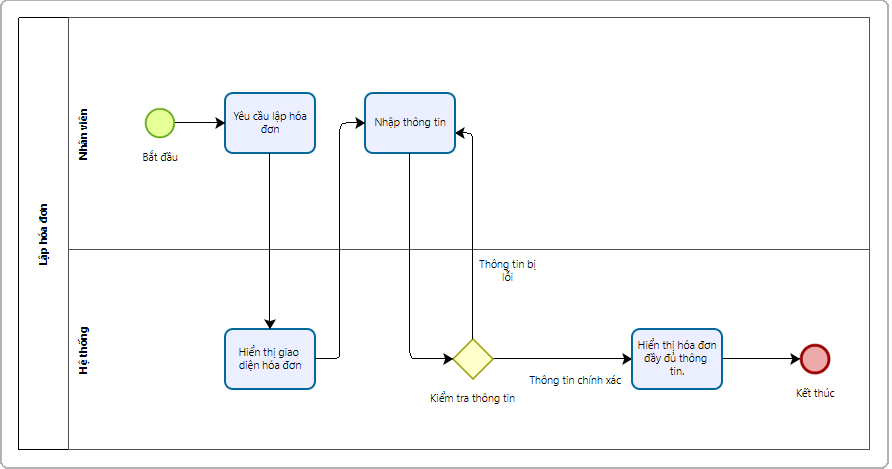 Lập hóa đơn
Nhân viên
Bắt đầu
Yêu cầu lập hóa
đơn
Nhập thông tin
Hệ thống
Hiển thị giao
diện hóa đơn
Thông tin bị
lỗi
Kiểm tra thông tin
Thông tin chính xác
Hiển thị hóa đơn
đầy đủ thông
tin.
Kết thúc